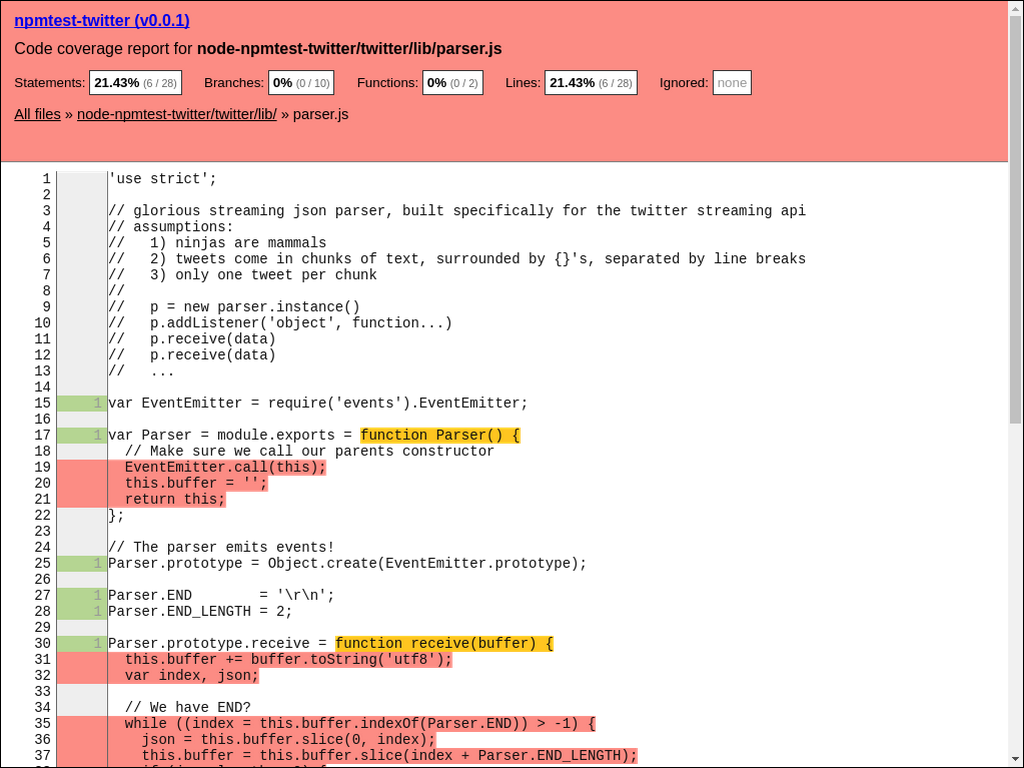 npmtest-twitter (v0.0.1)
Code coverage report for node-npmtest-twitter/twitter/lib/parser.js
Statements: 21.43% (6 / 28) Branches: 0% (0 / 10) Functions: 0% (0 / 2) Lines: 21.43% (6 / 28) Ignored: none
All files » node-npmtest-twitter/twitter/lib/ » parser.js
1 'use strict';
2
3 // glorious streaming json parser, built specifically for the twitter streaming api
4 // assumptions:
5 //   1) ninjas are mammals
6 //   2) tweets come in chunks of text, surrounded by {}'s, separated by line breaks
7 //   3) only one tweet per chunk
8 //
9 //   p = new parser.instance()
10 //   p.addListener('object', function...)
11 //   p.receive(data)
12 //   p.receive(data)
13 //   ...
14
15 1 var EventEmitter = require('events').EventEmitter;
16
17 1 var Parser = module.exports = function Parser() {
18   // Make sure we call our parents constructor
19   EventEmitter.call(this);
20   this.buffer = '';
21   return this;
22 };
23
24 // The parser emits events!
25 1 Parser.prototype = Object.create(EventEmitter.prototype);
26
27 1 Parser.END        = '\r\n';
28 1 Parser.END_LENGTH = 2;
29
30 1 Parser.prototype.receive = function receive(buffer) {
31   this.buffer += buffer.toString('utf8');
32   var index, json;
33
34   // We have END?
35   while ((index = this.buffer.indexOf(Parser.END)) > -1) {
36     json = this.buffer.slice(0, index);
37     this.buffer = this.buffer.slice(index + Parser.END_LENGTH);